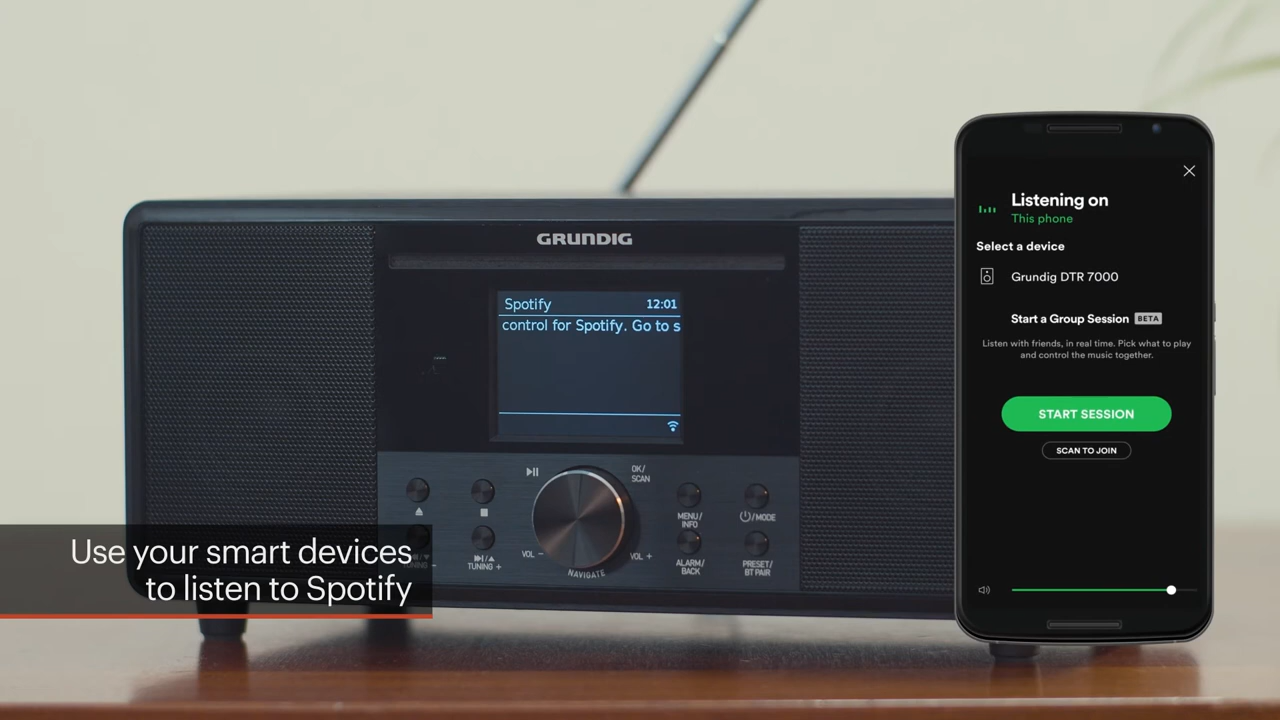 GRUNDIG
Spotify 12:01
control for Spotify. Go to s
OK/
SCAN
MENU/
INFO
/MODE
VOL -
VOL +
TUNING +
ALARM/
BACK
PRESET/
BT PAIR
NAVIGATE
Use your smart devices
to listen to Spotify
Listening on
This phone
Select a device
Grundig DTR 7000
Start a Group Session BETA
Listen with friends, in real time. Pick what to play
and control the music together.
START SESSION
SCAN TO JOIN